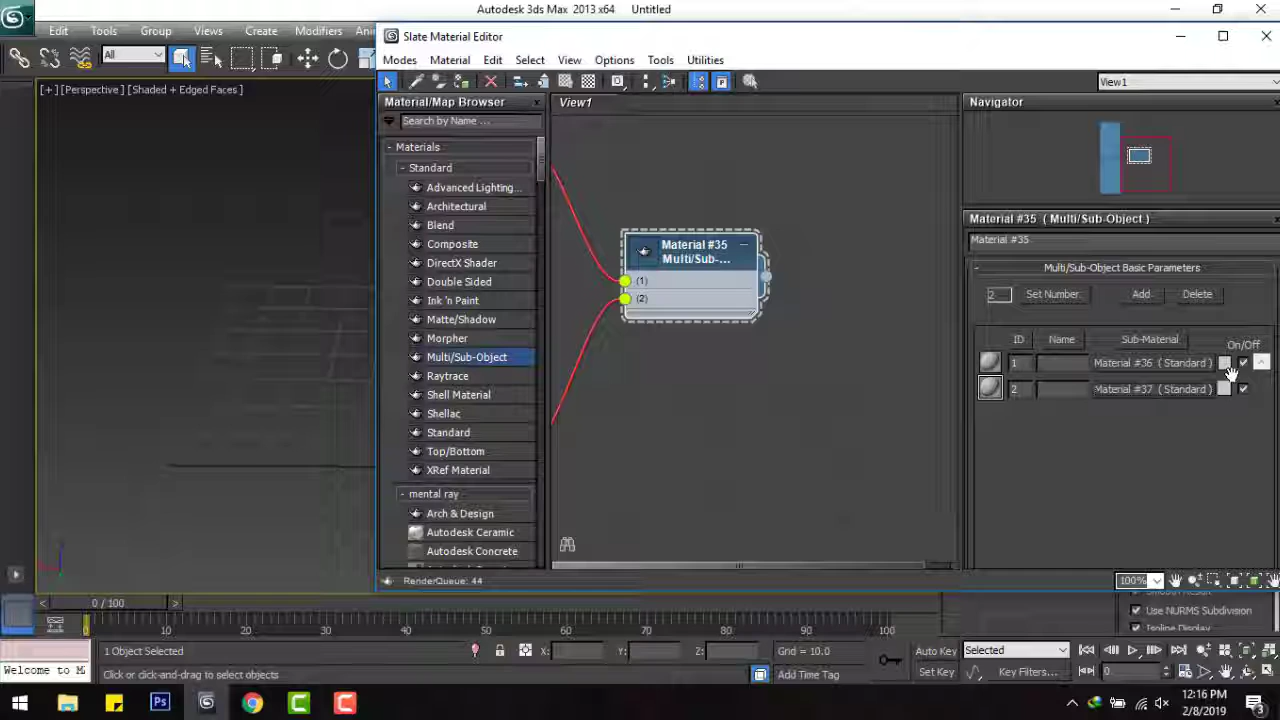 Autodesk 3ds Max 2013 x64 Untitled
Edit Tools Group Views Create Modifiers
All
[+] [Perspective] [Shaded + Edged Faces]
Slate Material Editor
Modes Material Edit Select View Options Tools Utilities
View1
Material/Map Browser
Search by Name ...
- Materials
- Standard
Advanced Lighting...
Architectural
Blend
Composite
DirectX Shader
Double Sided
Ink 'n Paint
Matte/Shadow
Morpher
Multi/Sub-Object
Raytrace
Shell Material
Shellac
Standard
Top/Bottom
XRef Material
- mental ray
Arch & Design
Autodesk Ceramic
Autodesk Concrete
View1
Material #35
Multi/Sub-...
(1)
(2)
Navigator
Material #35 ( Multi/Sub-Object )
Material #35
Multi/Sub-Object Basic Parameters
2 Set Number Add Delete
ID Name Sub-Material On/Off
1 Material #36 ( Standard )
2 Material #37 ( Standard )
RenderQueue: 44
100%
Use NURMS Subdivision
Isoline Display
< 0 / 100 >
0 10 20 30 40 50 60 70 80 90 100
1 Object Selected X: Y: Z: Grid = 10.0 Auto Key Selected
Welcome to M Click or click-and-drag to select objects Add Time Tag Set Key Key Filters... 0
12:16 PM
2/8/2019
3